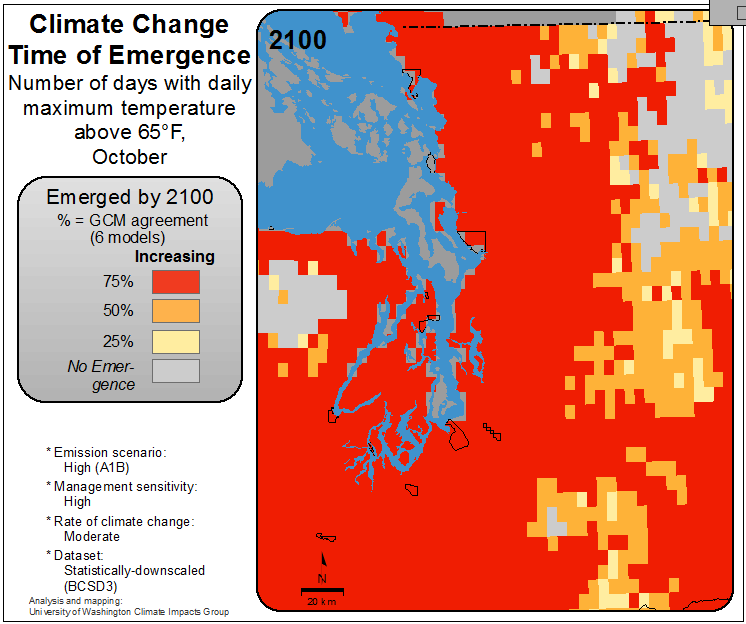 Climate Change
Time of Emergence
Number of days with daily
maximum temperature
above 65°F,
October
2100
Emerged by 2100
% = GCM agreement
(6 models)
Increasing
75%
50%
25%
No Emer-
gence
* Emission scenario:
High (A1B)
* Management sensitivity:
High
* Rate of climate change:
Moderate
* Dataset:
Statistically-downscaled
(BCSD3)
Analysis and mapping:
University of Washington Climate Impacts Group
N
20 km